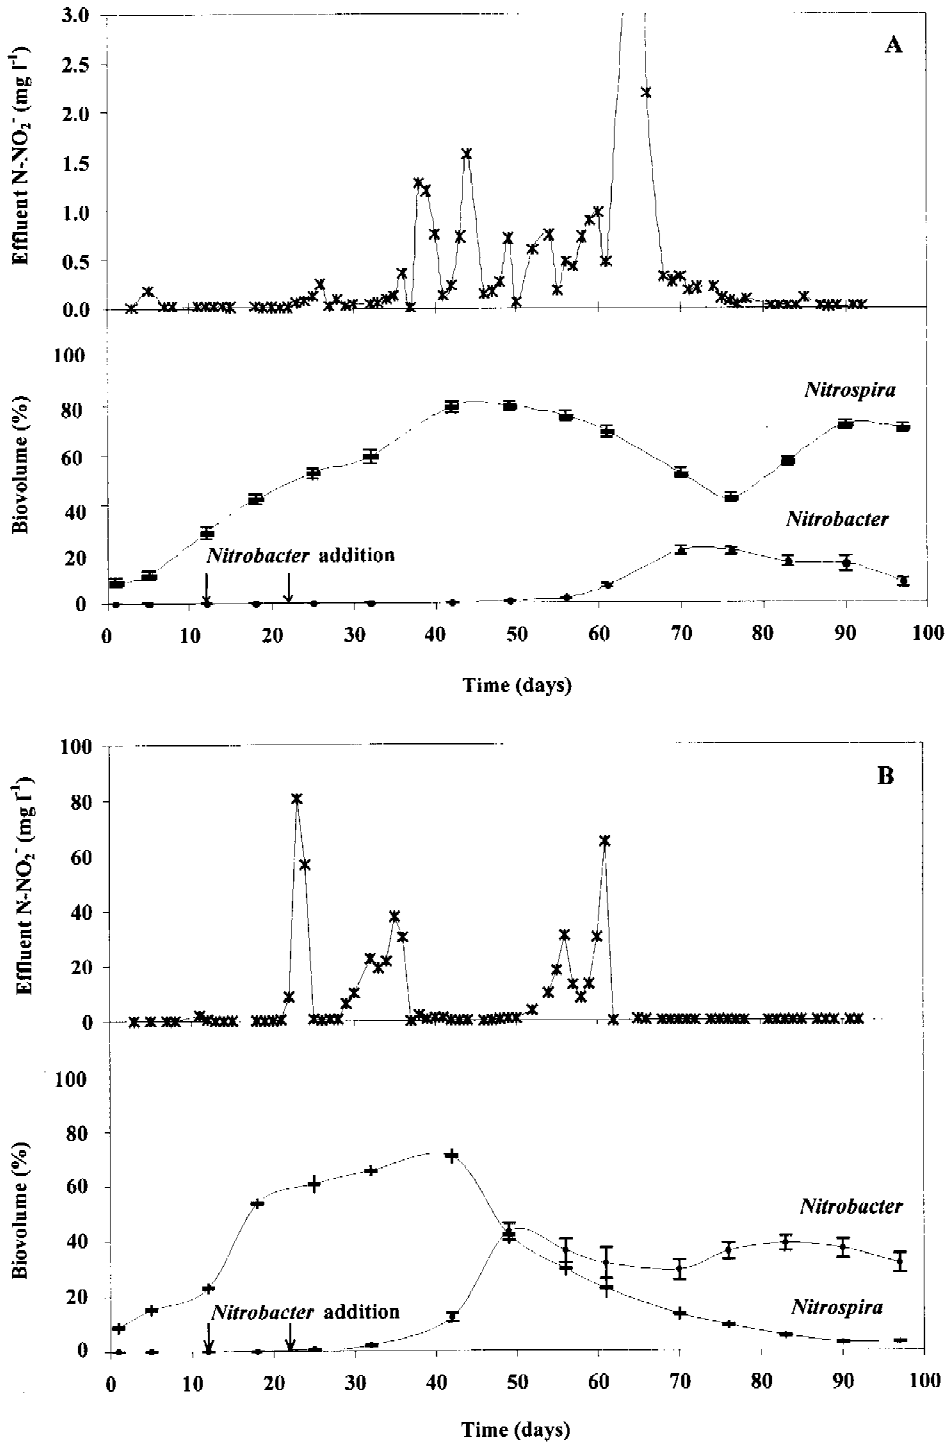 A
Effluent N-NO₂⁻ (mg l⁻¹)
3.0
2.5
2.0
1.5
1.0
0.5
0.0
Biovolume (%)
100
80
60
40
20
0
Nitrospira
Nitrobacter
Nitrobacter addition
0 10 20 30 40 50 60 70 80 90 100
Time (days)
B
Effluent N-NO₂⁻ (mg l⁻¹)
100
80
60
40
20
0
Biovolume (%)
100
80
60
40
20
0
Nitrobacter
Nitrospira
Nitrobacter addition
0 10 20 30 40 50 60 70 80 90 100
Time (days)